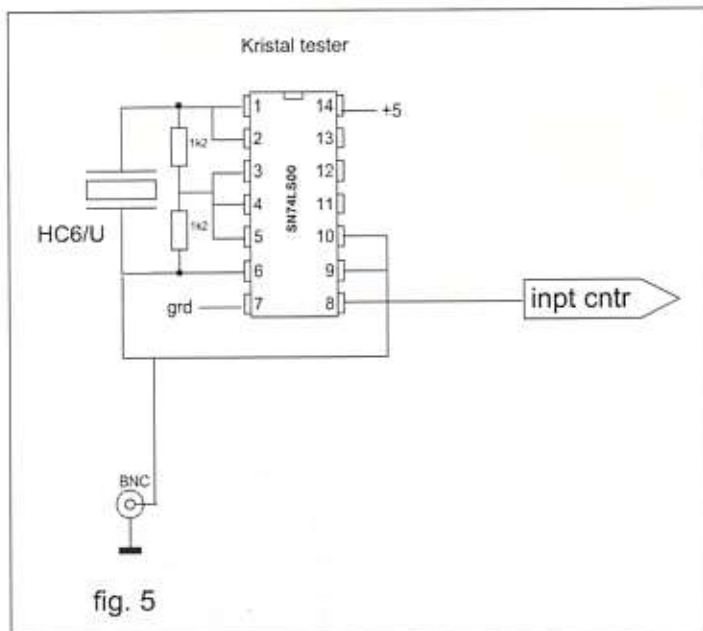 Kristal tester
1 14 +5
2 13
1k2
3 12
SN74LS00
4 11
HC6/U
1k2
5 10
6 9
grd 7 8 inpt cntr
BNC
fig. 5